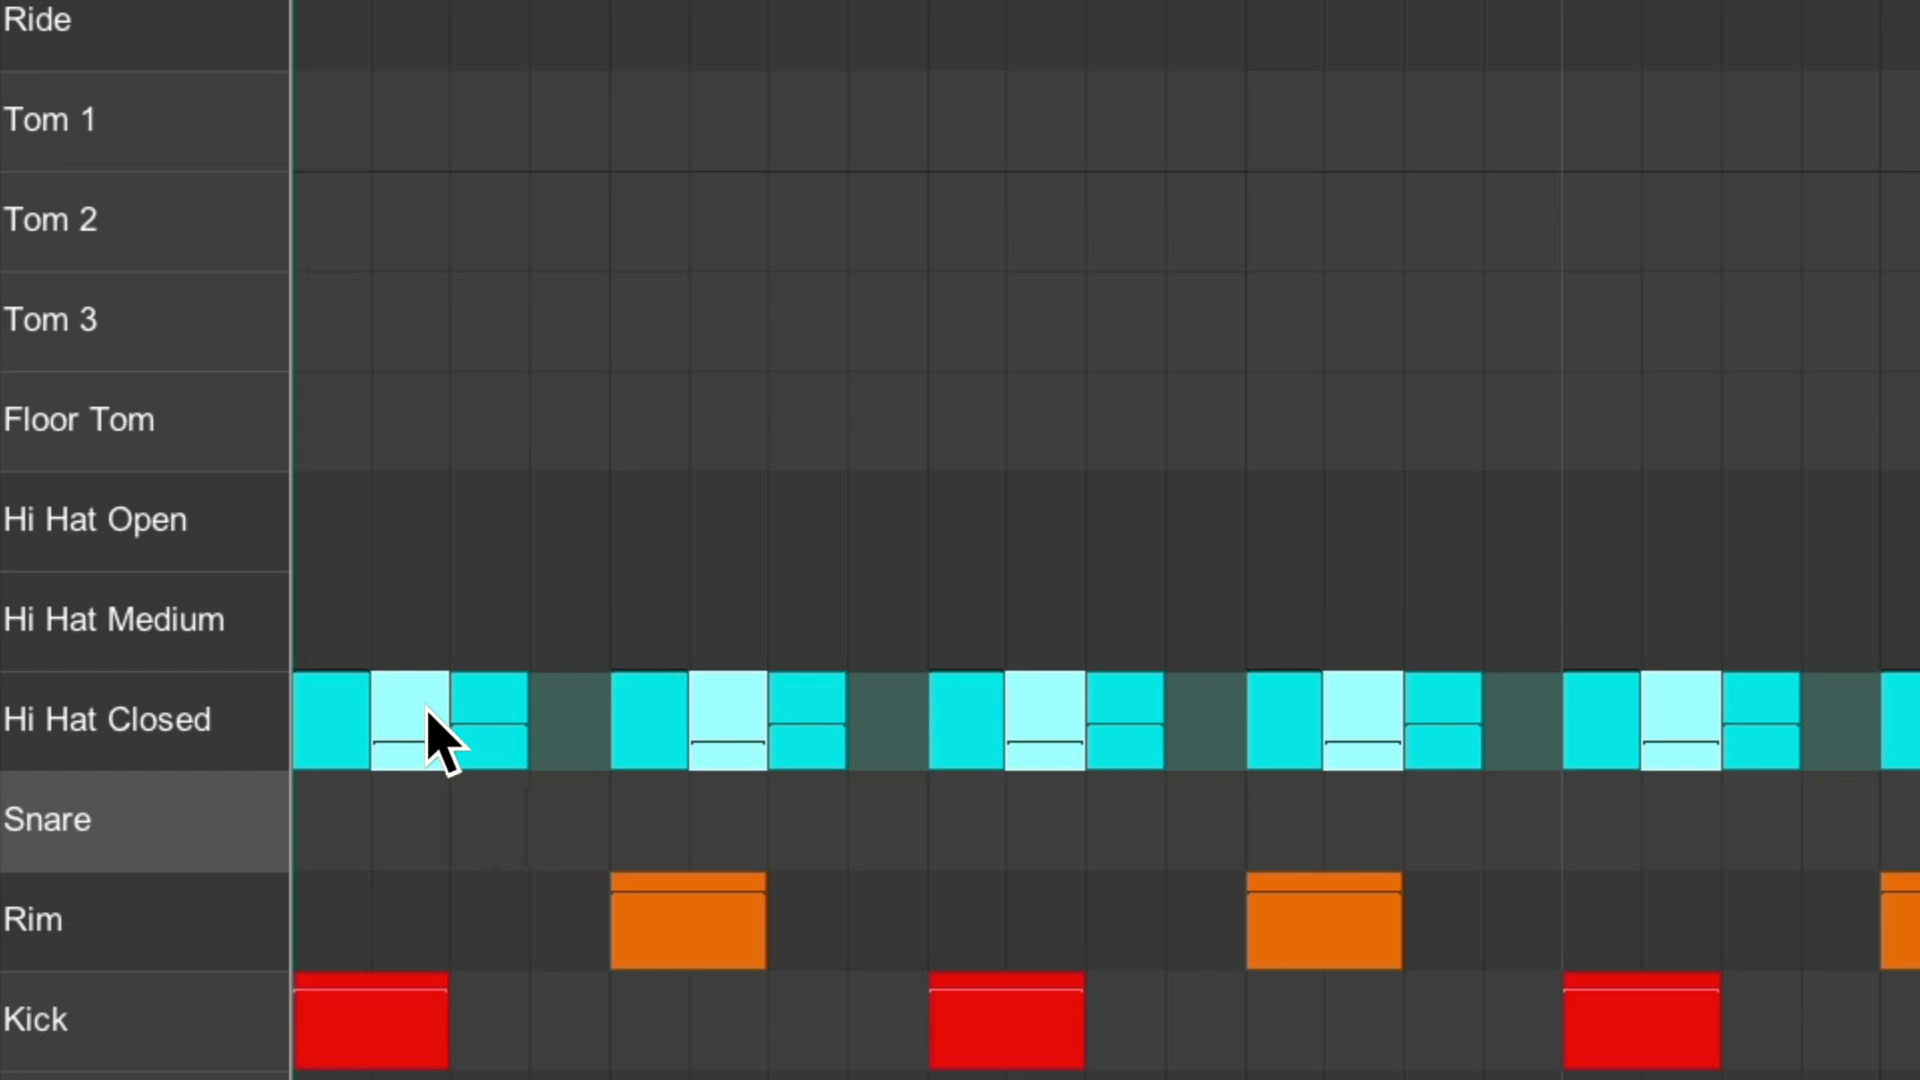 Ride
Tom 1
Tom 2
Tom 3
Floor Tom
Hi Hat Open
Hi Hat Medium
Hi Hat Closed
Snare
Rim
Kick